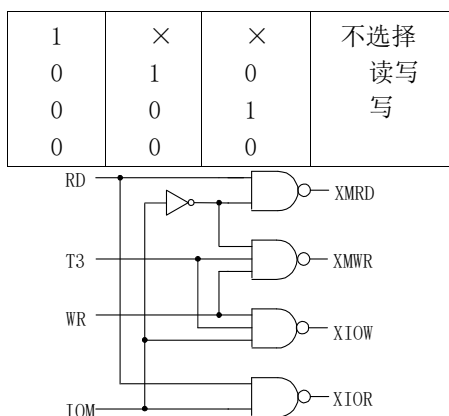 1 × × 不选择
0 1 0 读写
0 0 1 写
0 0 0
RD
XMRD
T3
XMWR
WR
XIOW
XIOR
IOM